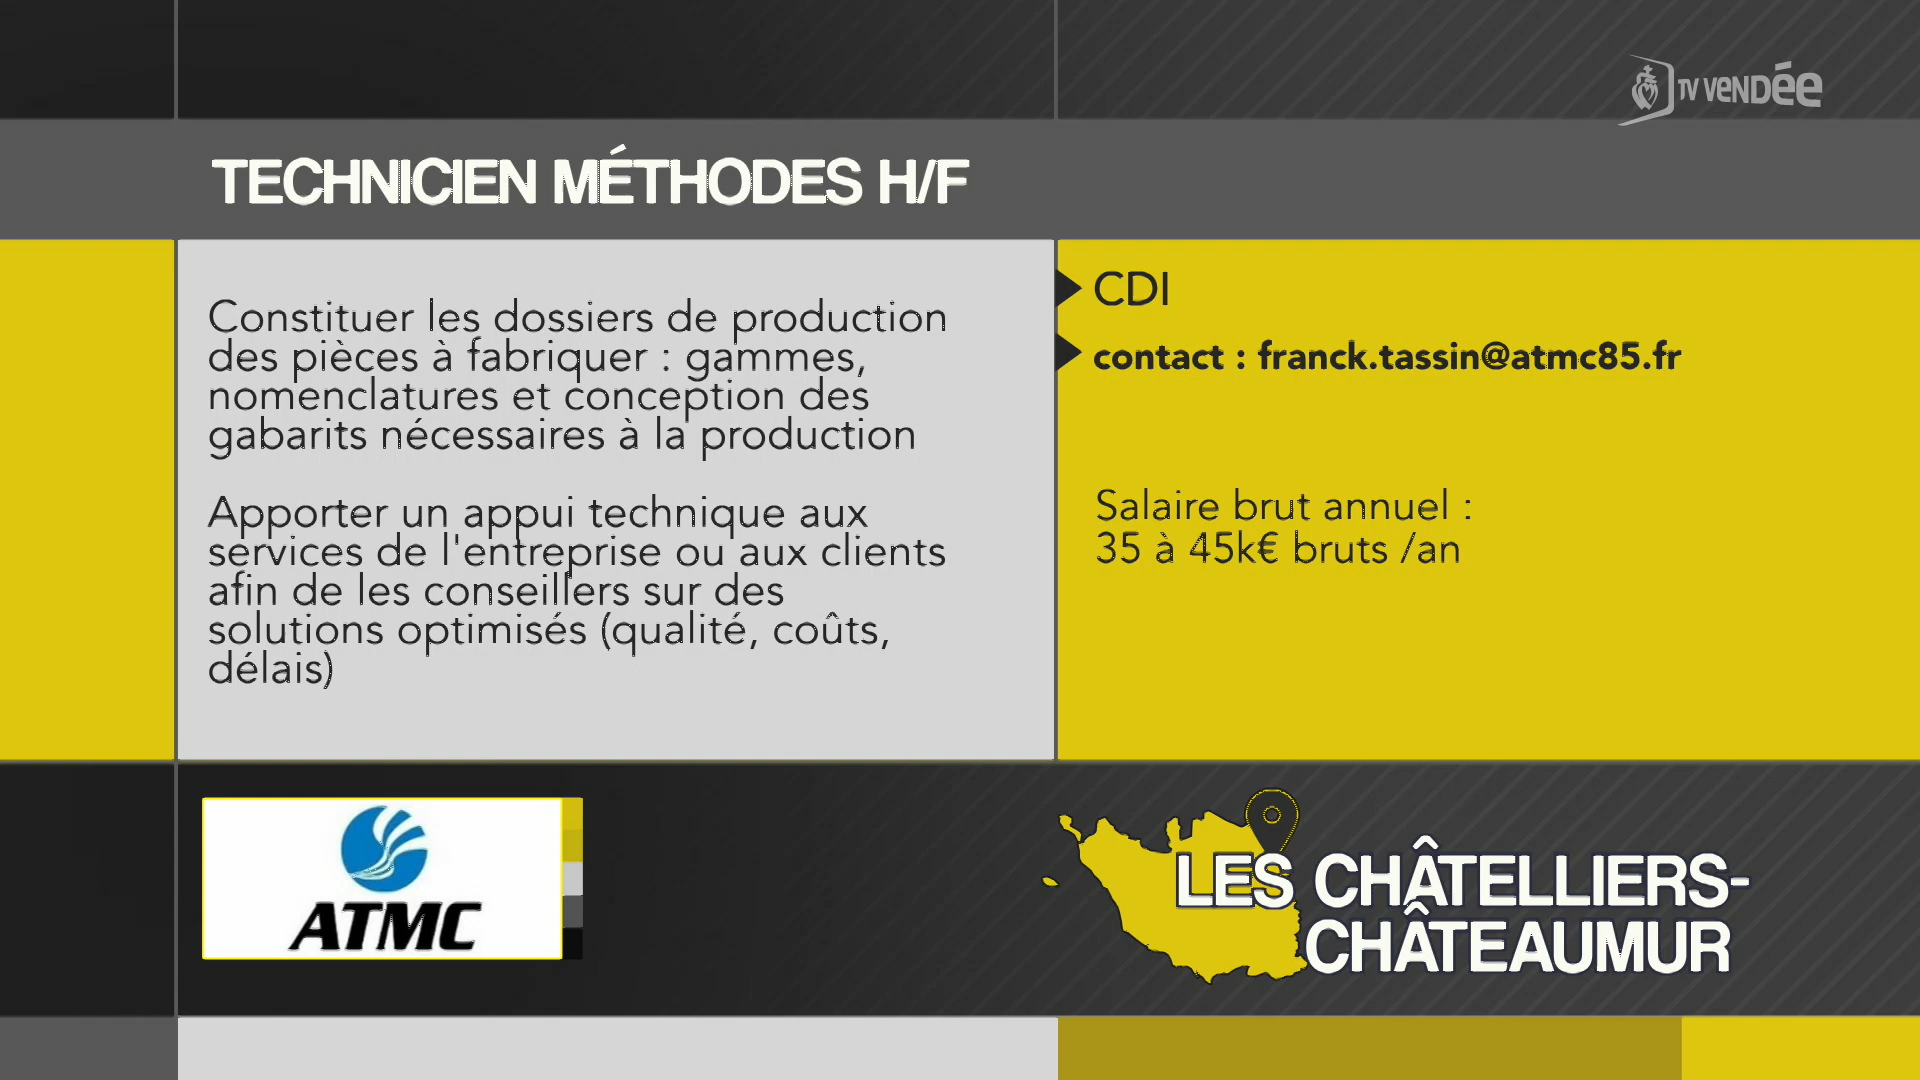 TV VENDÉE
TECHNICIEN MÉTHODES H/F
Constituer les dossiers de production
des pièces à fabriquer : gammes,
nomenclatures et conception des
gabarits nécessaires à la production
Apporter un appui technique aux
services de l'entreprise ou aux clients
afin de les conseillers sur des
solutions optimisés (qualité, coûts,
délais)
CDI
contact : franck.tassin@atmc85.fr
Salaire brut annuel :
35 à 45k€ bruts /an
ATMC
LES CHÂTELLIERS-
CHÂTEAUMUR